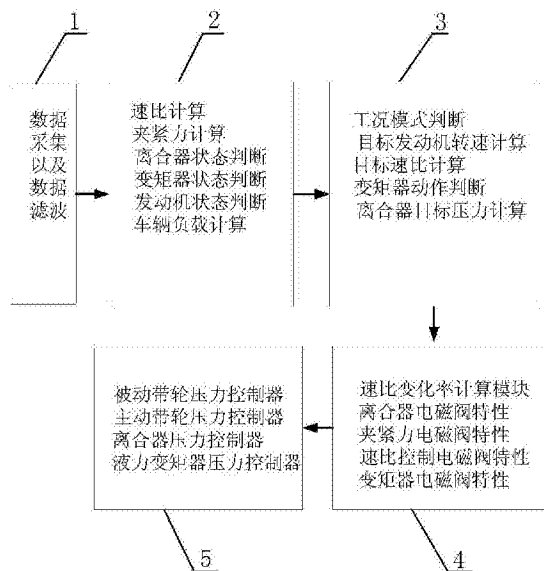 1
2
3
数据
采集
以及
数据
滤波
速比计算
夹紧力计算
离合器状态判断
变矩器状态判断
发动机状态判断
车辆负载计算
工况模式判断
目标发动机转速计算
目标速比计算
变矩器动作判断
离合器目标压力计算
被动带轮压力控制器
主动带轮压力控制器
离合器压力控制器
液力变矩器压力控制器
速比变化率计算模块
离合器电磁阀特性
夹紧力电磁阀特性
速比控制电磁阀特性
变矩器电磁阀特性
5
4